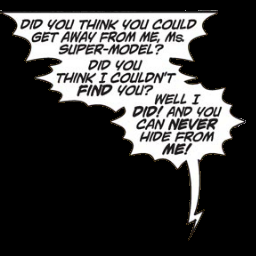 DID YOU THINK YOU COULD
GET AWAY FROM ME, Ms.
SUPER-MODEL?
DID YOU
THINK I COULDN'T
FIND YOU?
WELL I
DID! AND YOU
CAN NEVER
HIDE FROM
ME!